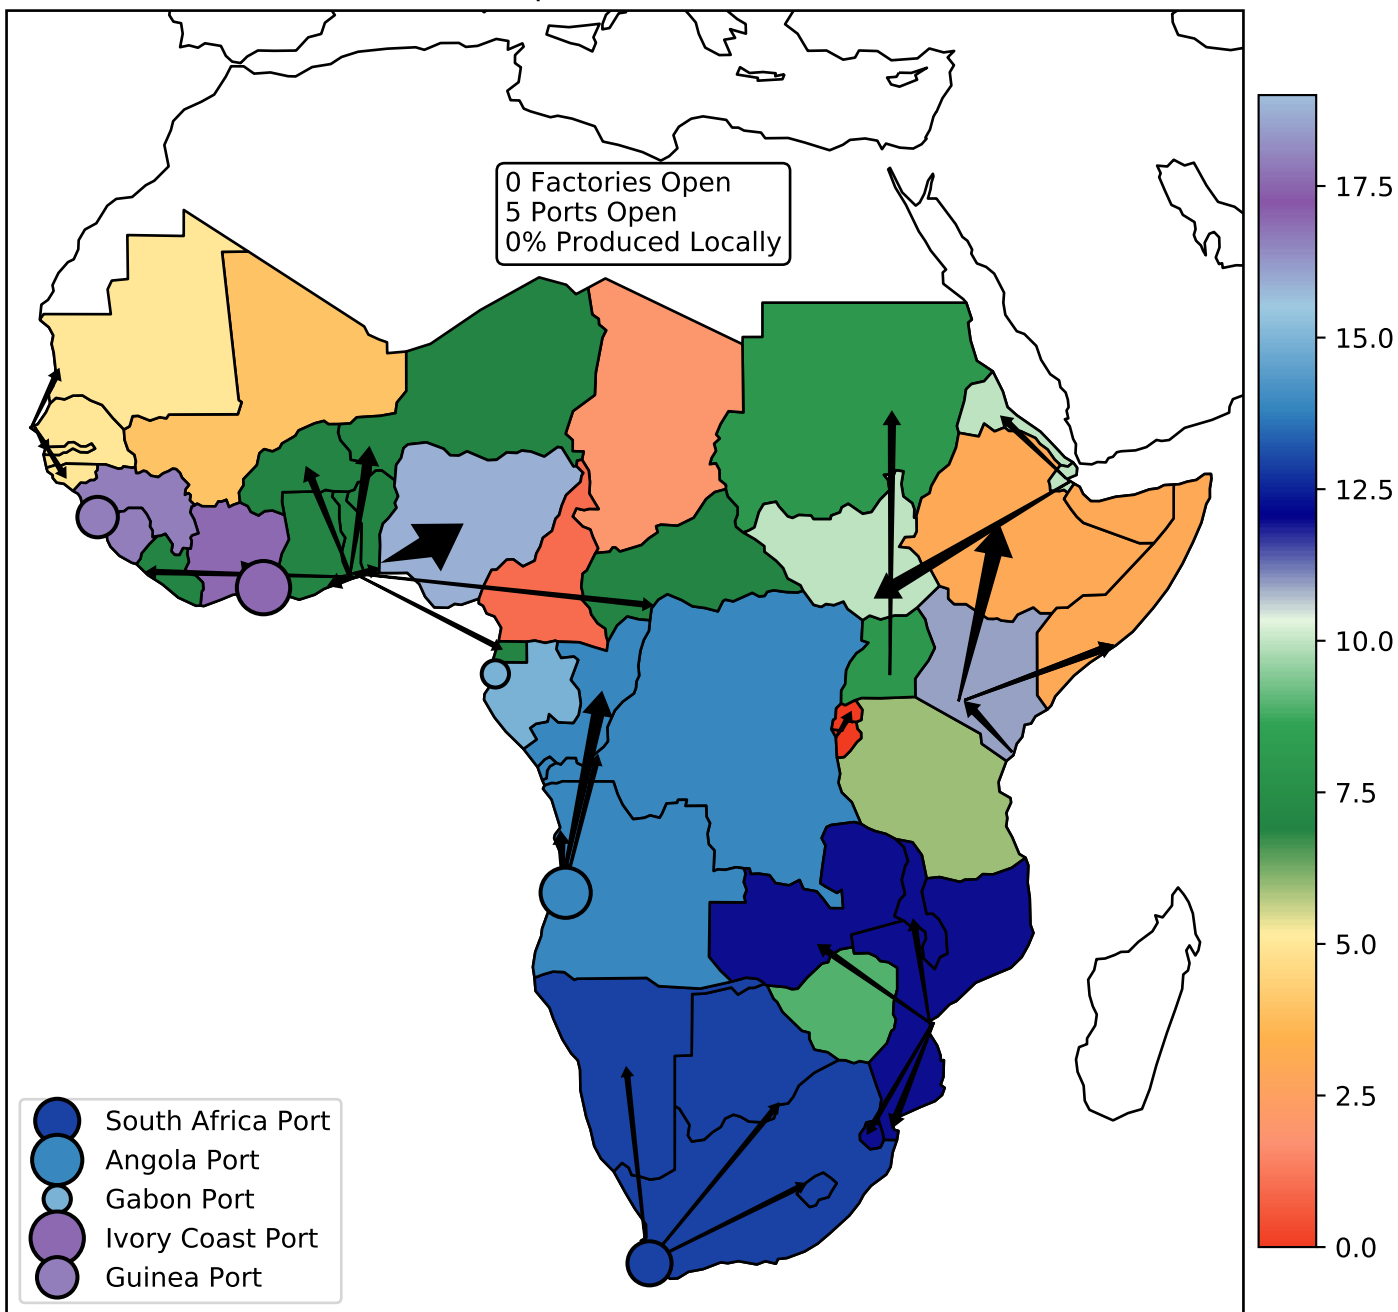 0 Factories Open
5 Ports Open
0% Produced Locally
17.5
15.0
12.5
10.0
7.5
5.0
2.5
0.0
South Africa Port
Angola Port
Gabon Port
Ivory Coast Port
Guinea Port